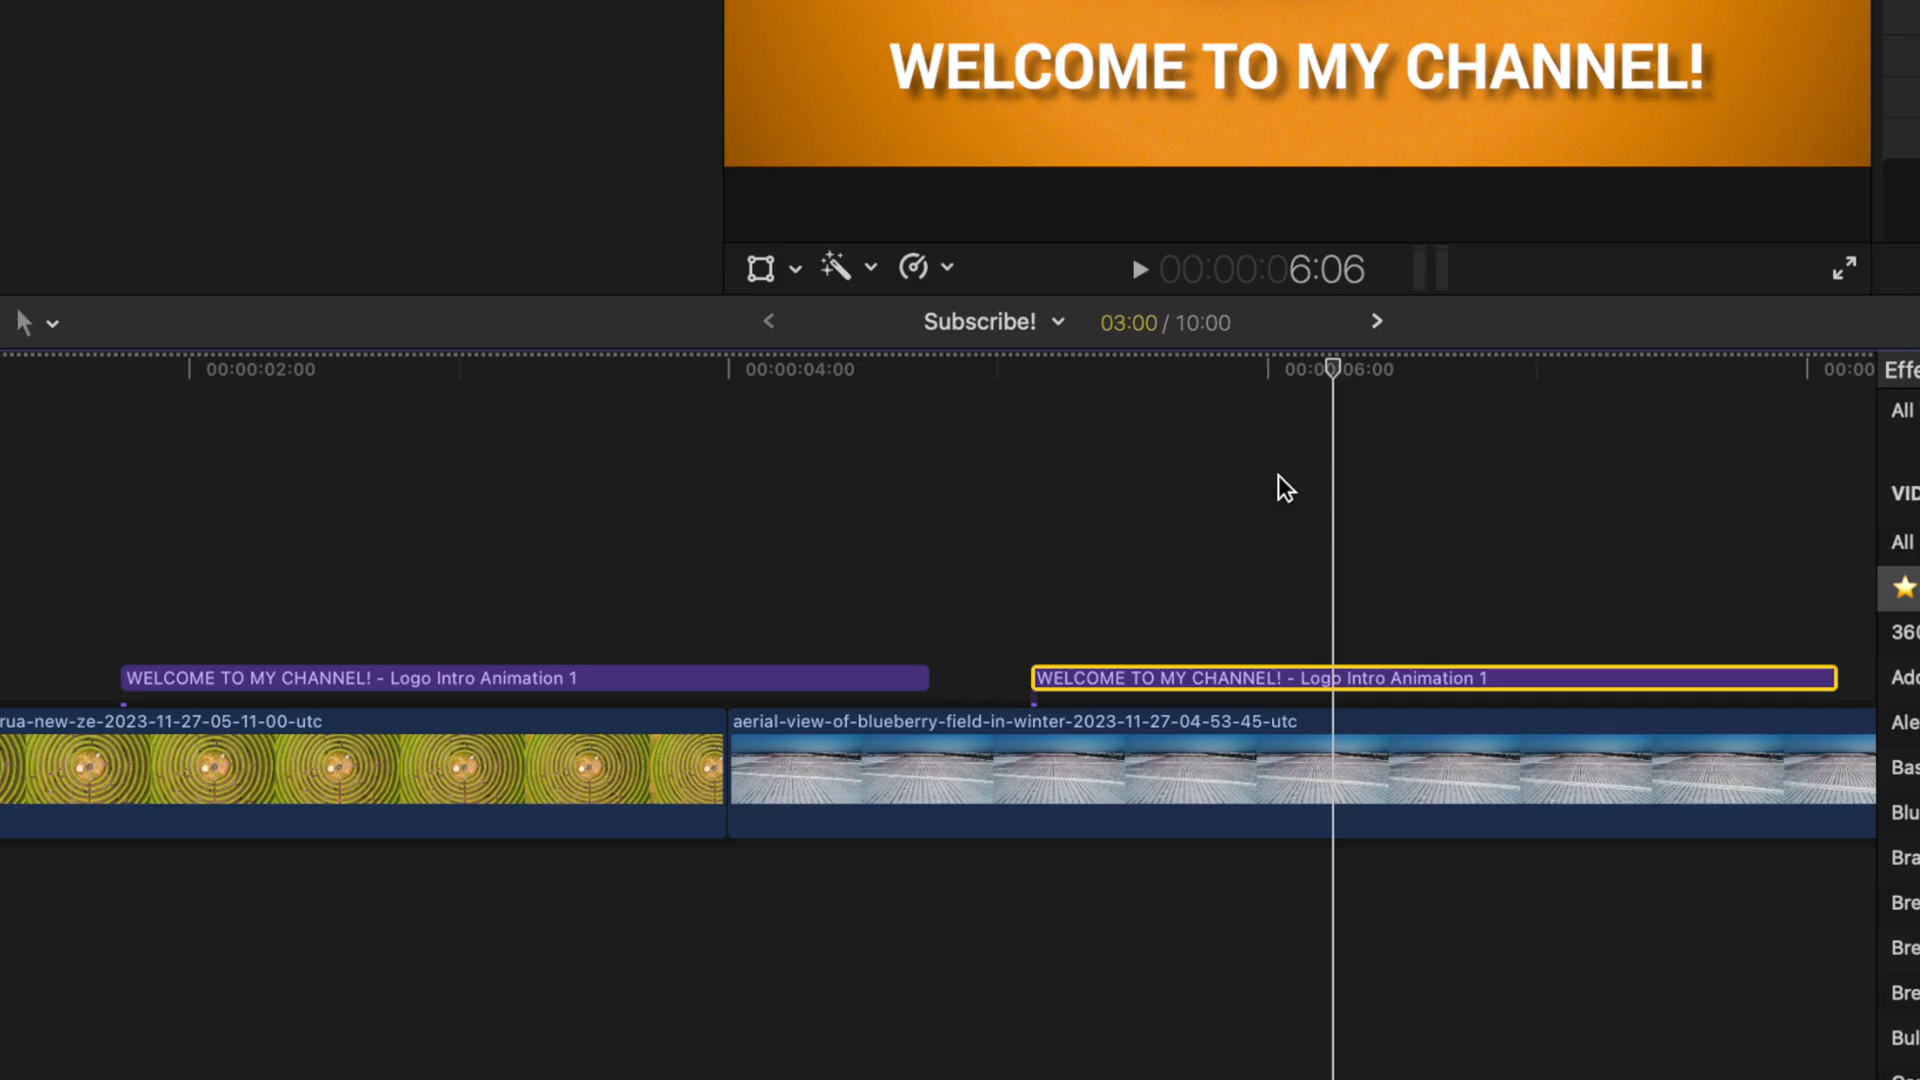 WELCOME TO MY CHANNEL!
00:00:06:06
Subscribe!
03:00 / 10:00
00:00:02:00
00:00:04:00
06:00
00:00
Effe
All
VID
All
360
WELCOME TO MY CHANNEL! - Logo Intro Animation 1
WELCOME TO MY CHANNEL! - Logo Intro Animation 1
Add
rua-new-ze-2023-11-27-05-11-00-utc
aerial-view-of-blueberry-field-in-winter-2023-11-27-04-53-45-utc
Ale
Bas
Blu
Bra
Bre
Bre
Bre
Bul